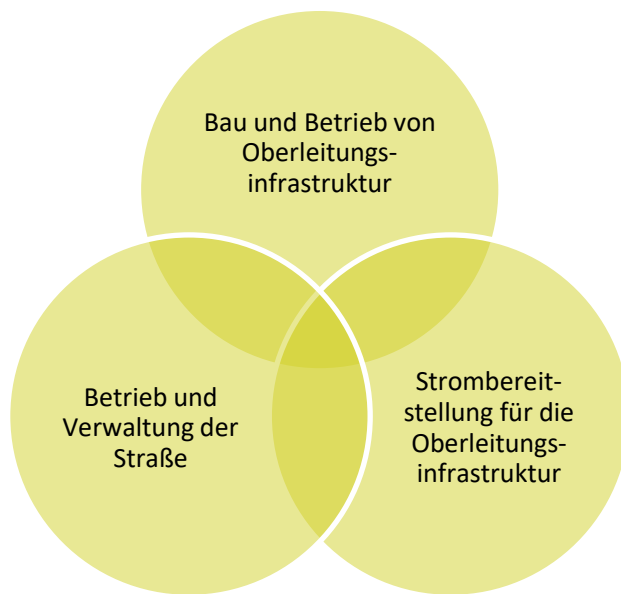 Bau und Betrieb von
Oberleitungs-
infrastruktur
Betrieb und
Verwaltung der
Straße
Strombereit-
stellung für die
Oberleitungs-
infrastruktur